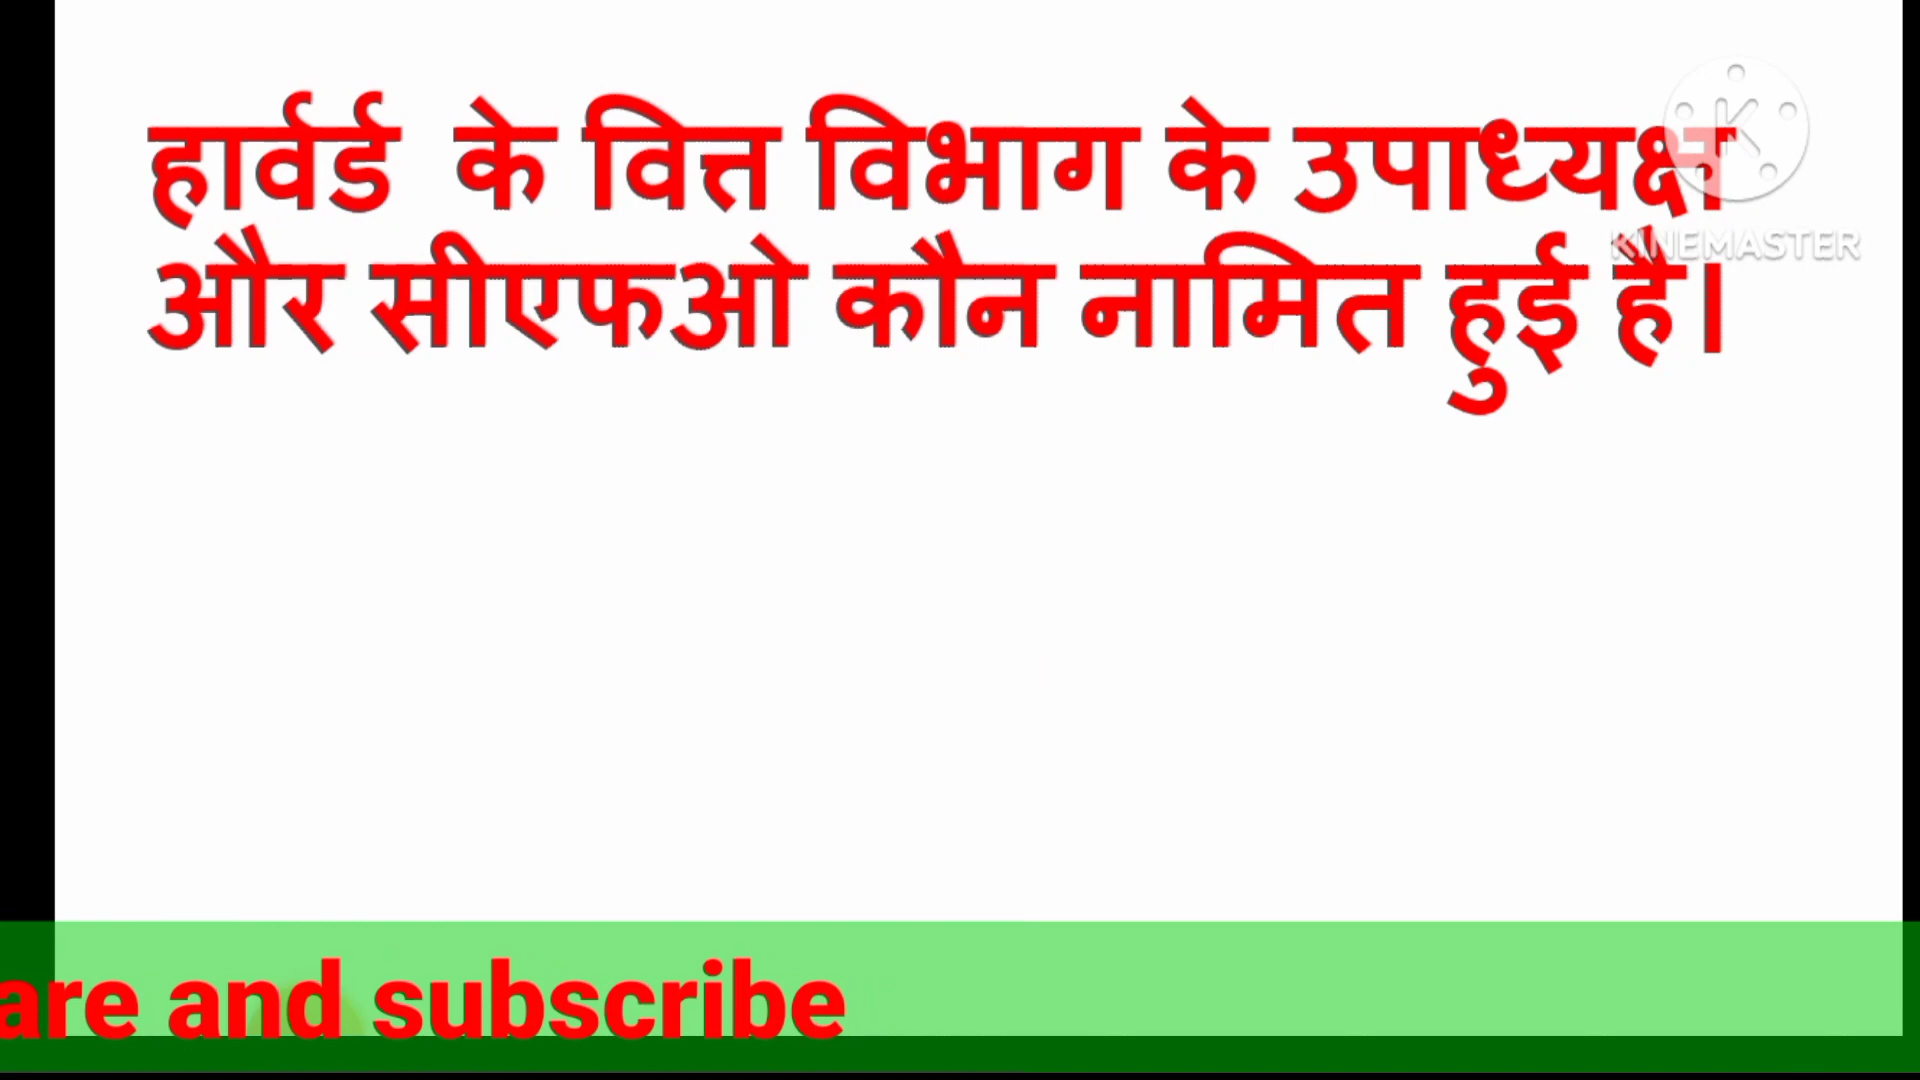 हार्वर्ड के वित्त विभाग के उपाध्यक्ष
और सीएफओ कौन नामित हुई है।
KINEMASTER
are and subscribe